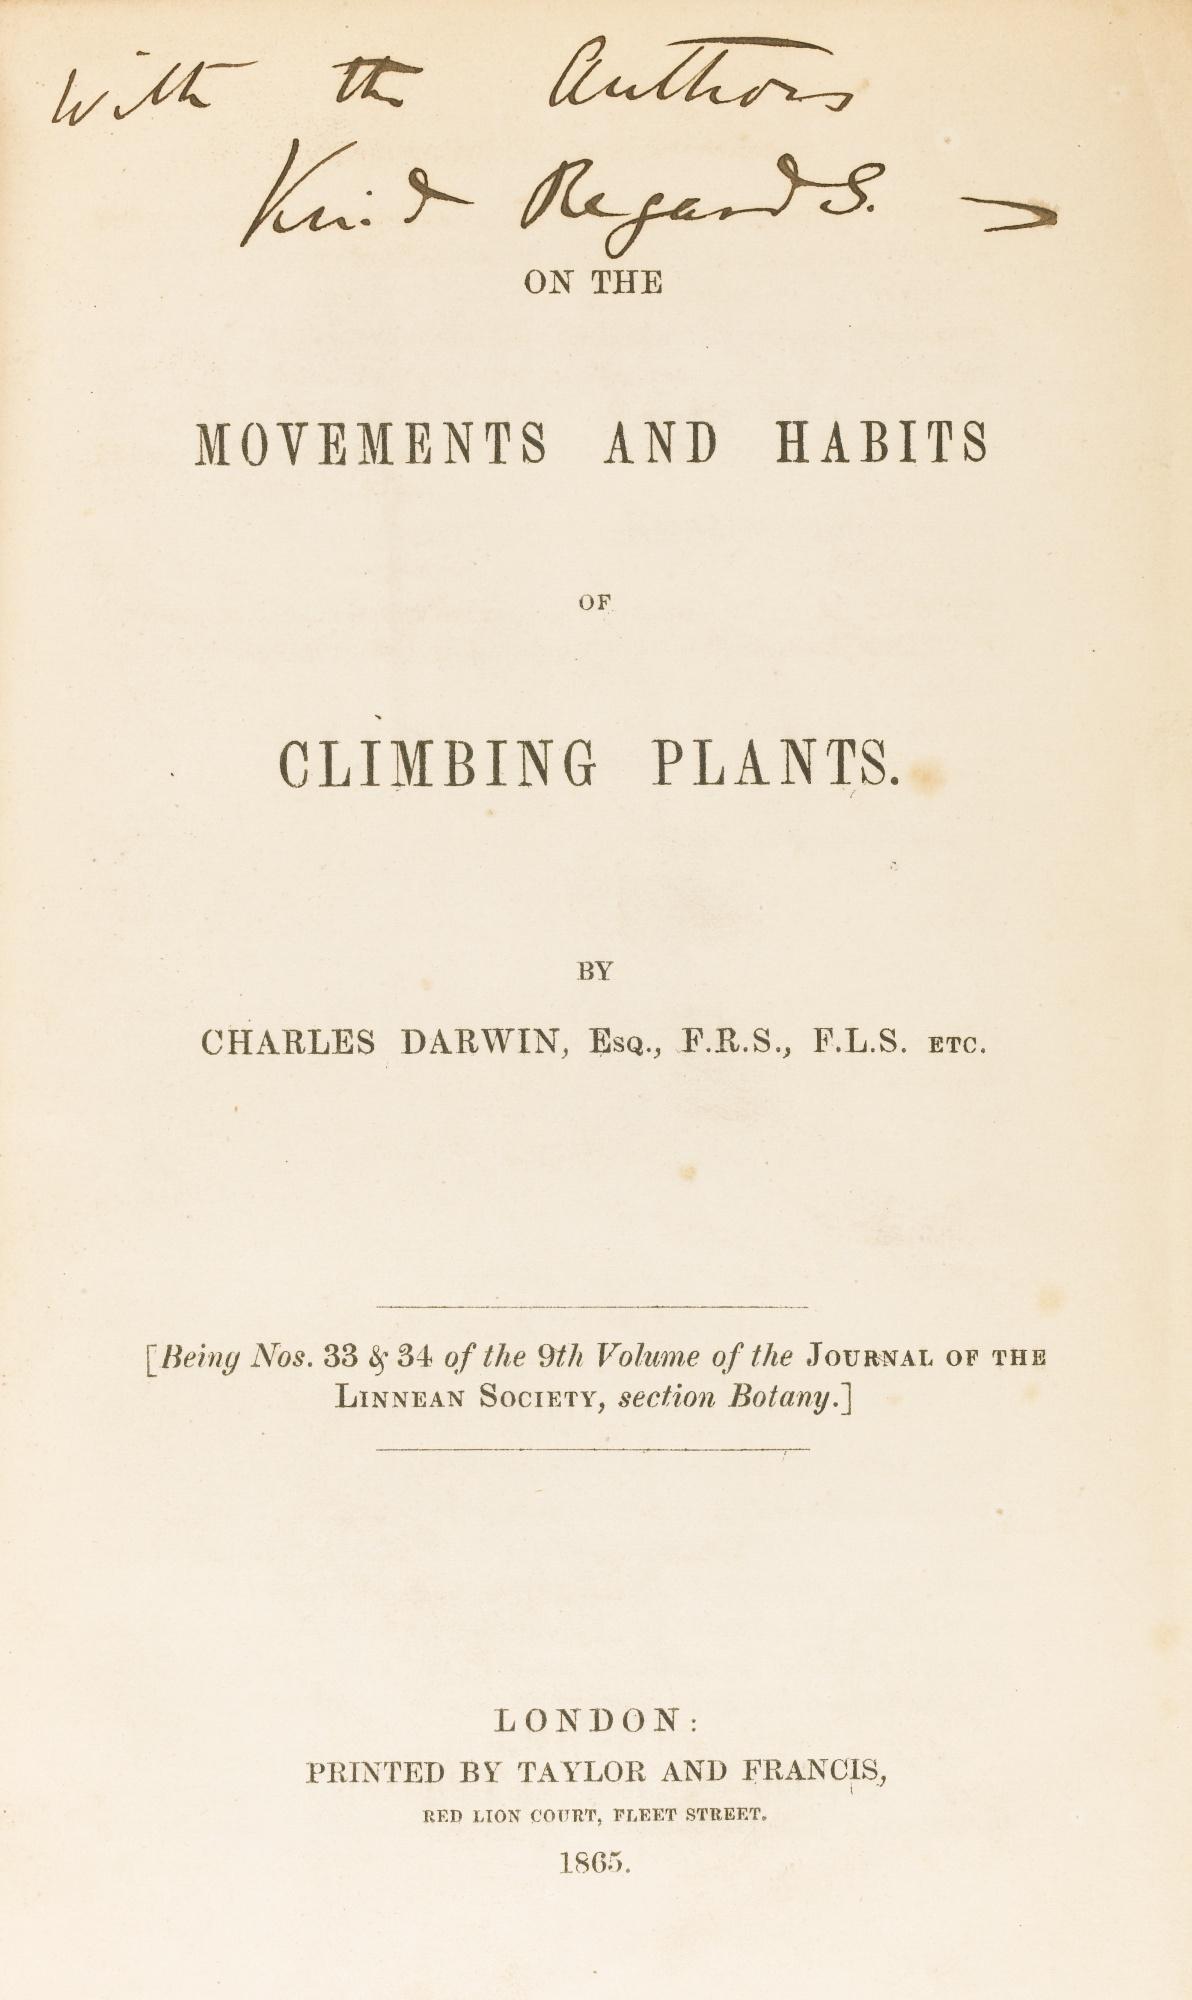 With the Authors
Kind Regards.
ON THE
MOVEMENTS AND HABITS
OF
CLIMBING PLANTS.
BY
CHARLES DARWIN, ESQ., F.R.S., F.L.S. ETC.
[Being Nos. 33 & 34 of the 9th Volume of the JOURNAL OF THE
LINNEAN SOCIETY, section Botany.]
LONDON:
PRINTED BY TAYLOR AND FRANCIS,
RED LION COURT, FLEET STREET.
1865.